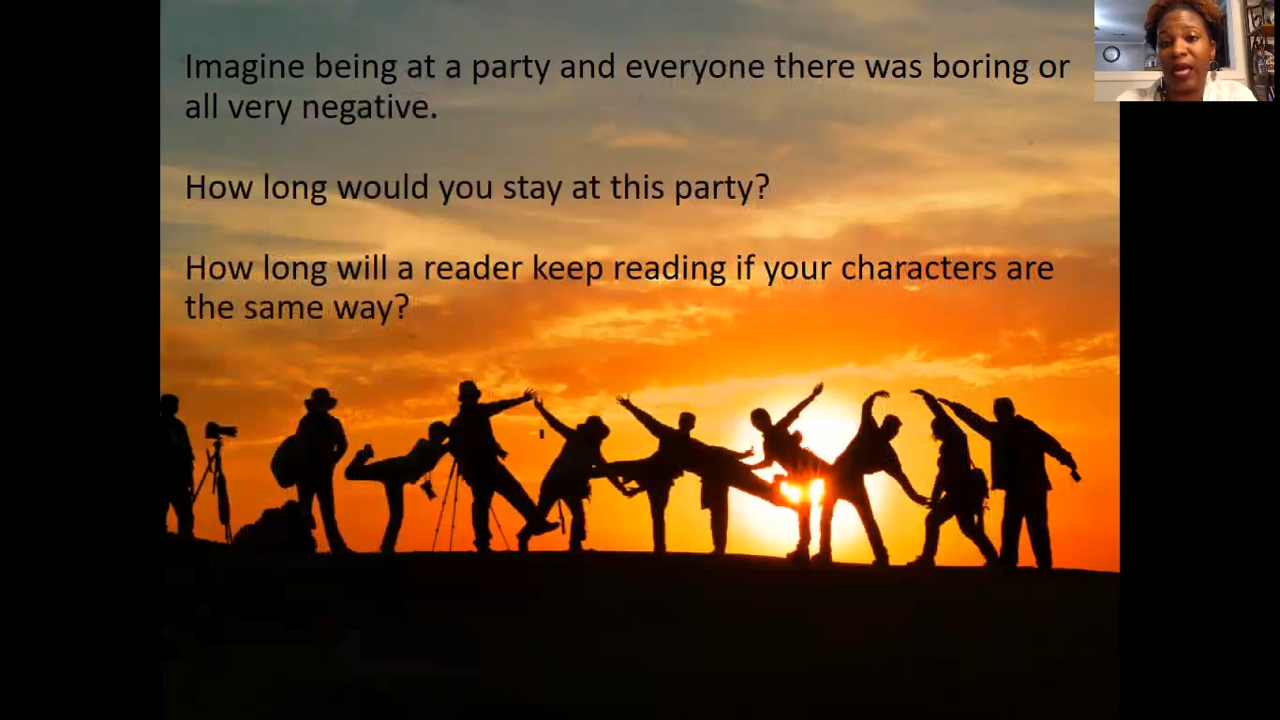 Imagine being at a party and everyone there was boring or
all very negative.
How long would you stay at this party?
How long will a reader keep reading if your characters are
the same way?